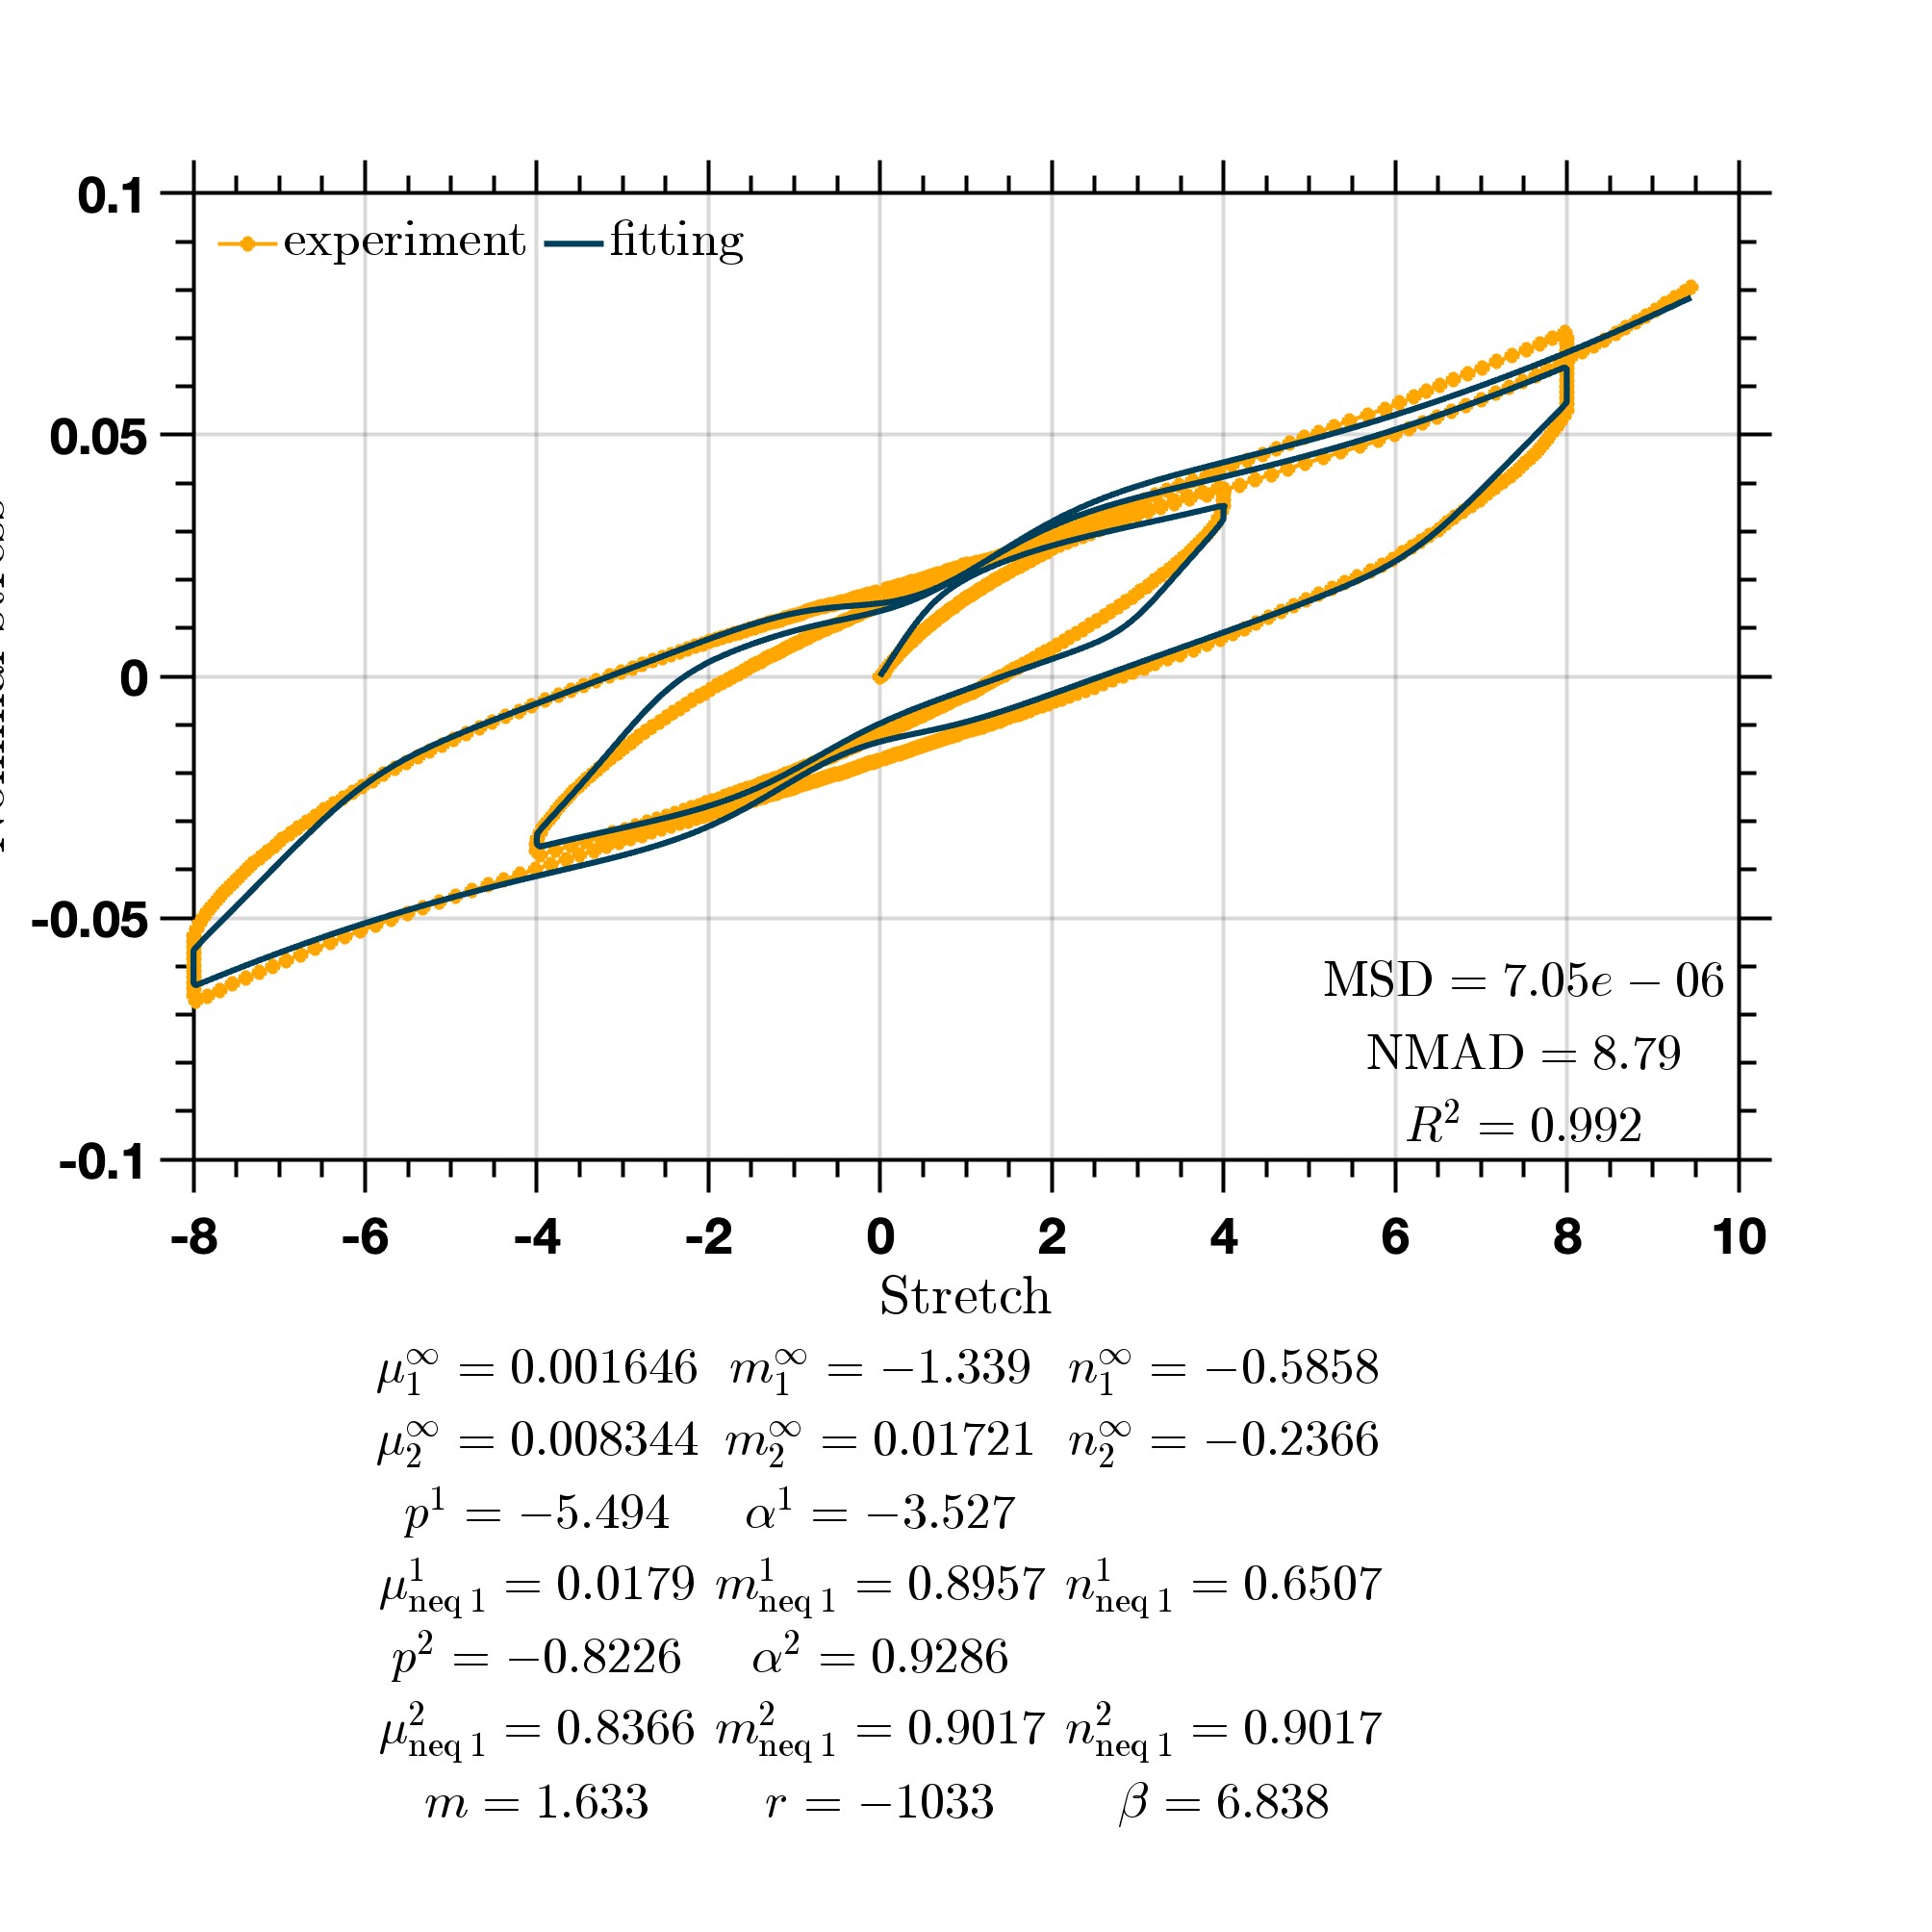 0.1
experiment fitting
0.05
0
-0.05
MSD = 7.05e − 06
NMAD = 8.79
R² = 0.992
-0.1
-8 -6 -4 -2 0 2 4 6 8 10
Stretch
μ₁^∞ = 0.001646 m₁^∞ = −1.339 n₁^∞ = −0.5858
μ₂^∞ = 0.008344 m₂^∞ = 0.01721 n₂^∞ = −0.2366
p¹ = −5.494 α¹ = −3.527
μ¹_neq 1 = 0.0179 m¹_neq 1 = 0.8957 n¹_neq 1 = 0.6507
p² = −0.8226 α² = 0.9286
μ²_neq 1 = 0.8366 m²_neq 1 = 0.9017 n²_neq 1 = 0.9017
m = 1.633 r = −1033 β = 6.838